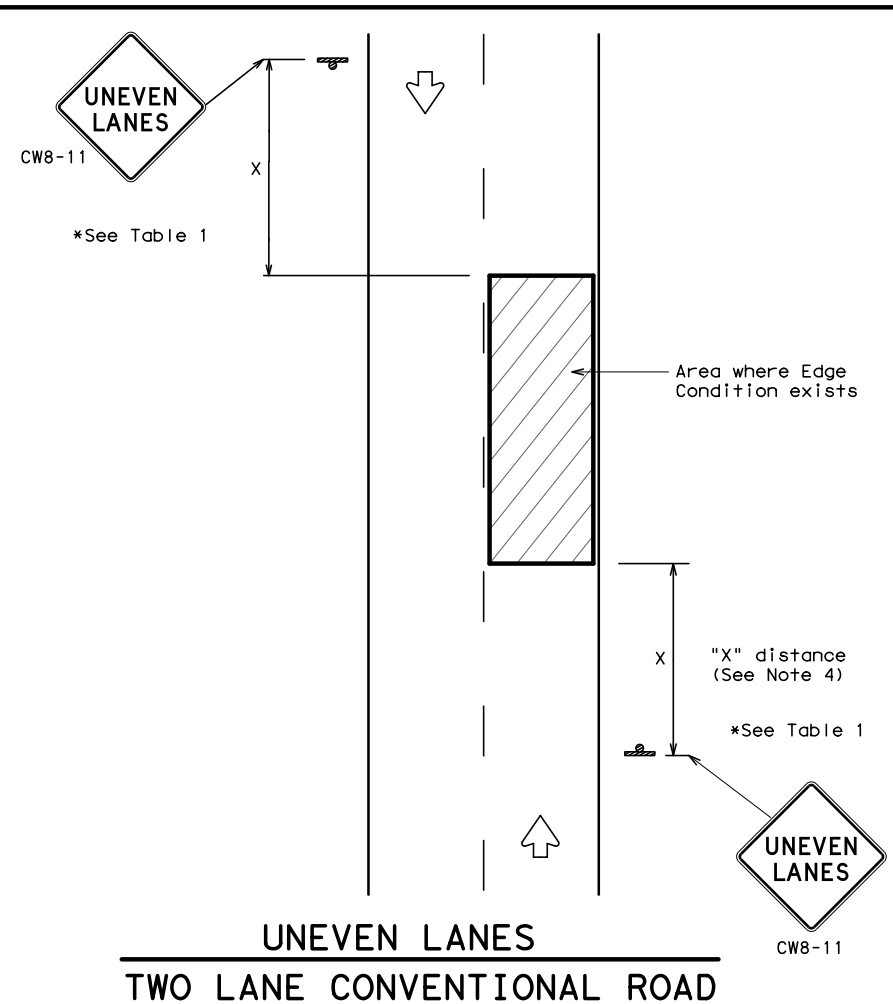 UNEVEN
LANES
CW8-11
X
*See Table 1
Area where Edge
Condition exists
X
"X" distance
(See Note 4)
*See Table 1
UNEVEN
LANES
CW8-11
UNEVEN LANES
TWO LANE CONVENTIONAL ROAD